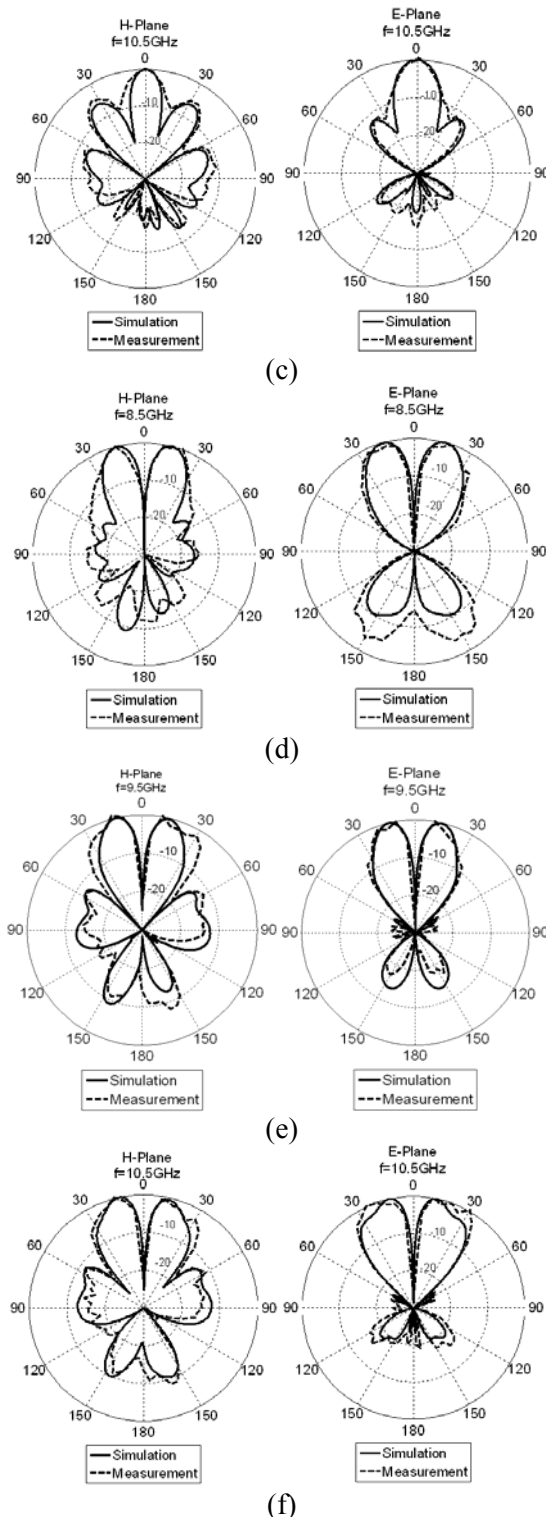 H-Plane
f=10.5GHz
0
30 30
60 60
90 90
120 120
150 150
180
-10
-20
Simulation
Measurement
E-Plane
f=10.5GHz
0
30 30
60 60
90 90
120 120
150 150
180
-10
-20
Simulation
Measurement
(c)
H-Plane
f=8.5GHz
0
30 30
60 60
90 90
120 120
150 150
180
-10
-20
Simulation
Measurement
E-Plane
f=8.5GHz
0
30 30
60 60
90 90
120 120
150 150
180
-10
-20
Simulation
Measurement
(d)
H-Plane
f=9.5GHz
0
30 30
60 60
90 90
120 120
150 150
180
-10
-20
Simulation
Measurement
E-Plane
f=9.5GHz
0
30 30
60 60
90 90
120 120
150 150
180
-10
-20
Simulation
Measurement
(e)
H-Plane
f=10.5GHz
0
30 30
60 60
90 90
120 120
150 150
180
-10
-20
Simulation
Measurement
E-Plane
f=10.5GHz
0
30 30
60 60
90 90
120 120
150 150
180
-10
-20
Simulation
Measurement
(f)